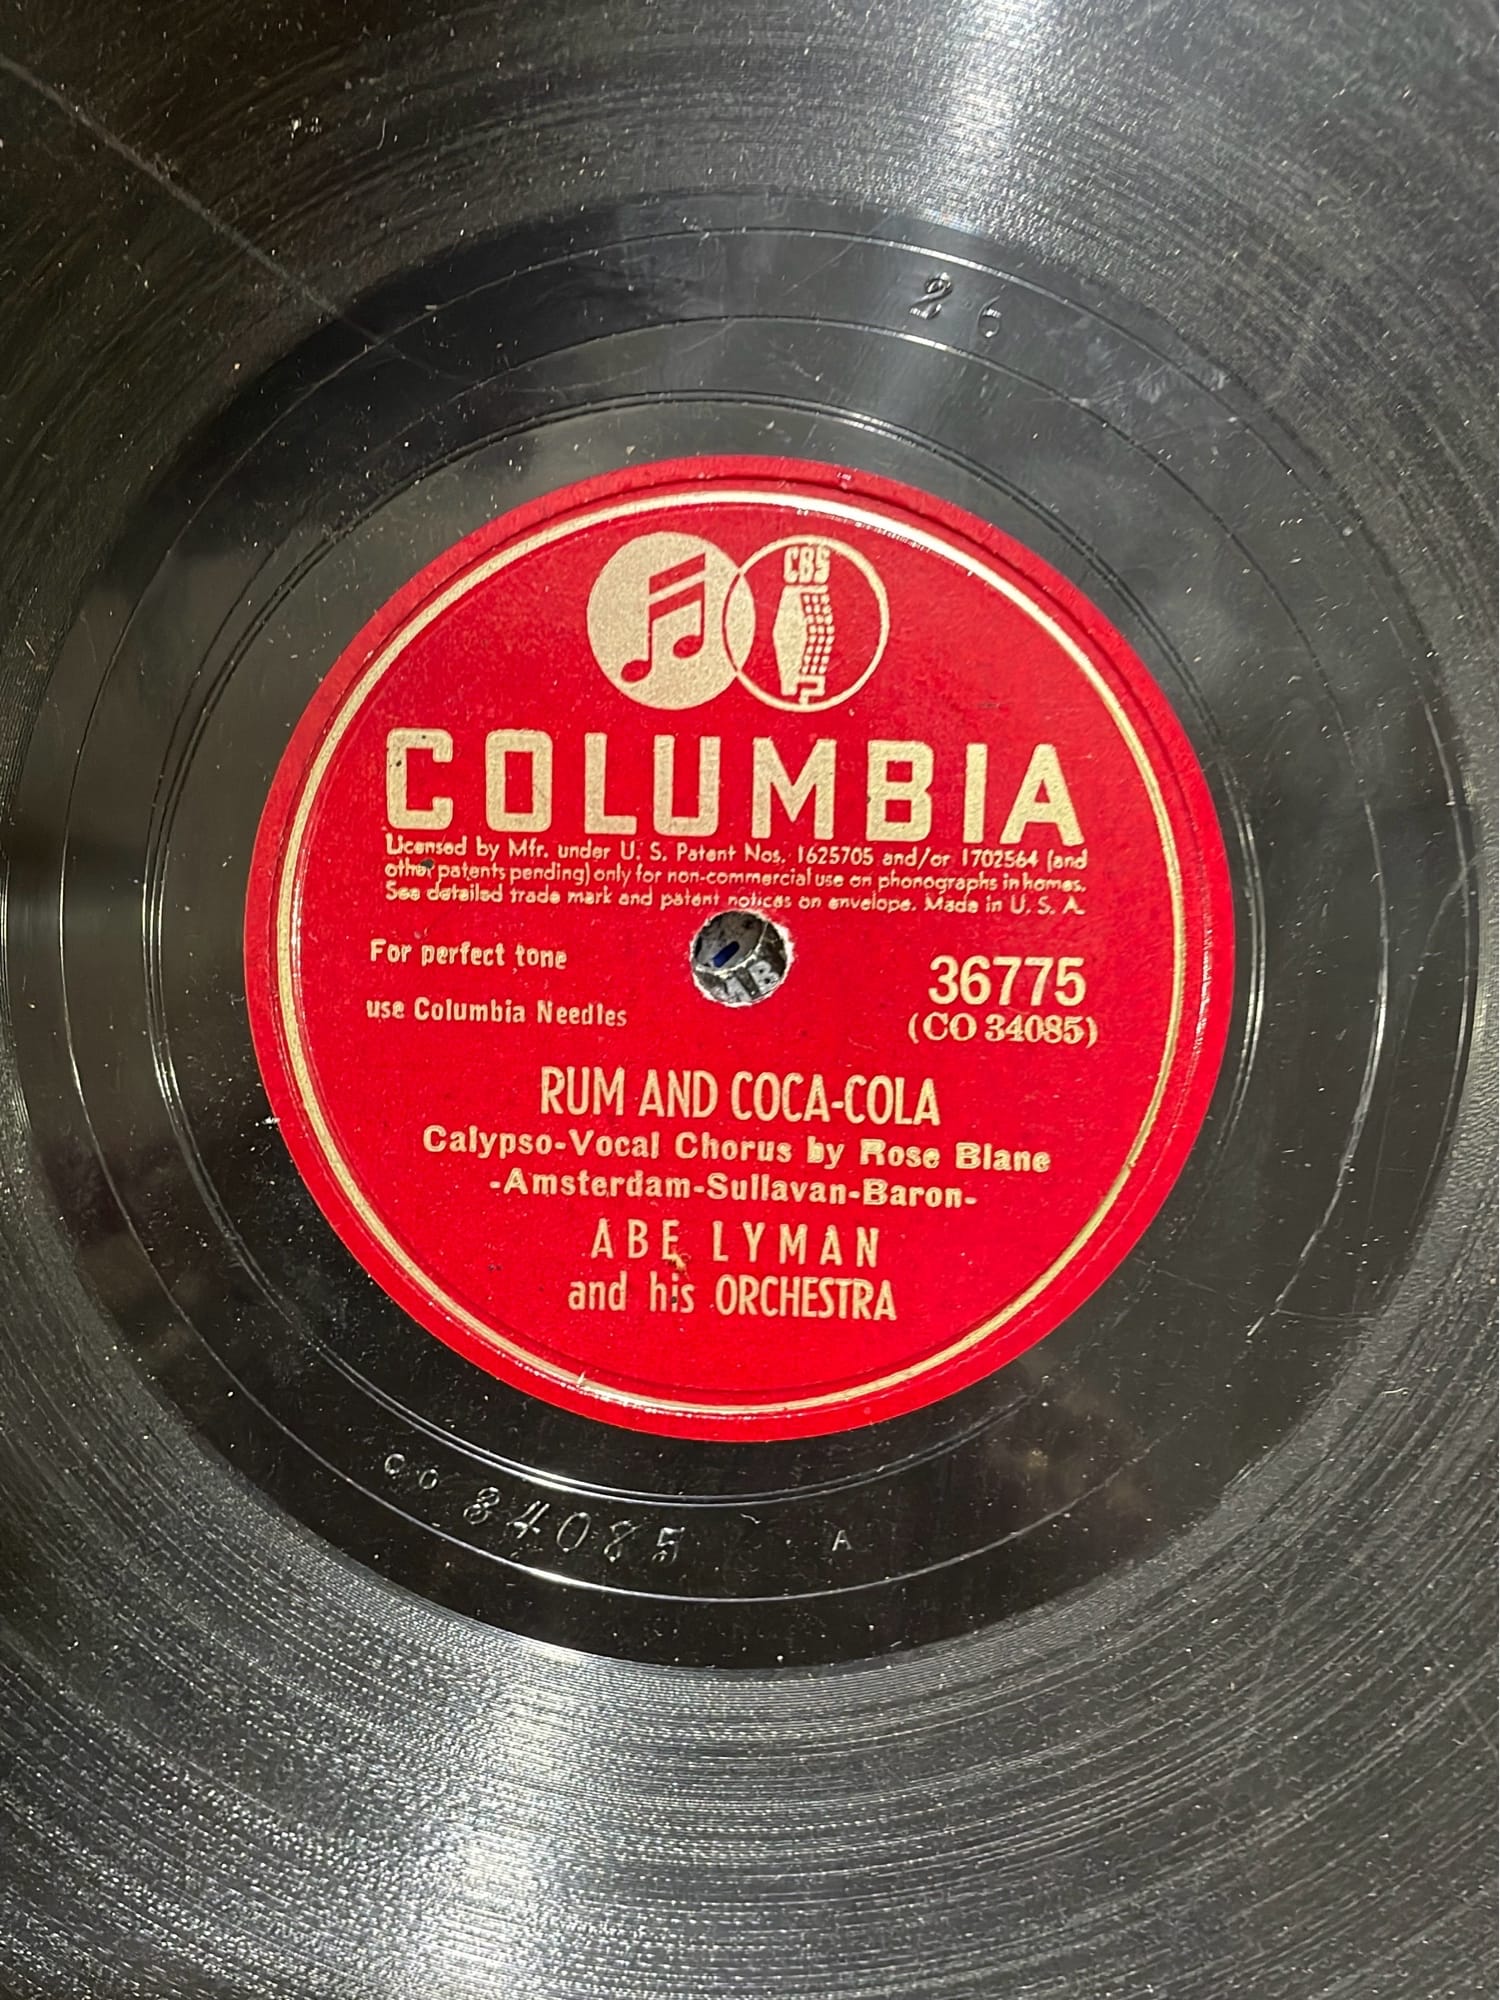 26
CBS
COLUMBIA
Licensed by Mfr. under U. S. Patent Nos. 1625705 and/or 1702564 (and
other patents pending) only for non-commercial use on phonographs in homes.
See detailed trade mark and patent notices on envelope. Made in U. S. A.
For perfect tone
use Columbia Needles
36775
(CO 34085)
RUM AND COCA-COLA
Calypso-Vocal Chorus by Rose Blane
-Amsterdam-Sullavan-Baron-
ABE LYMAN
and his ORCHESTRA
CO 34085 A